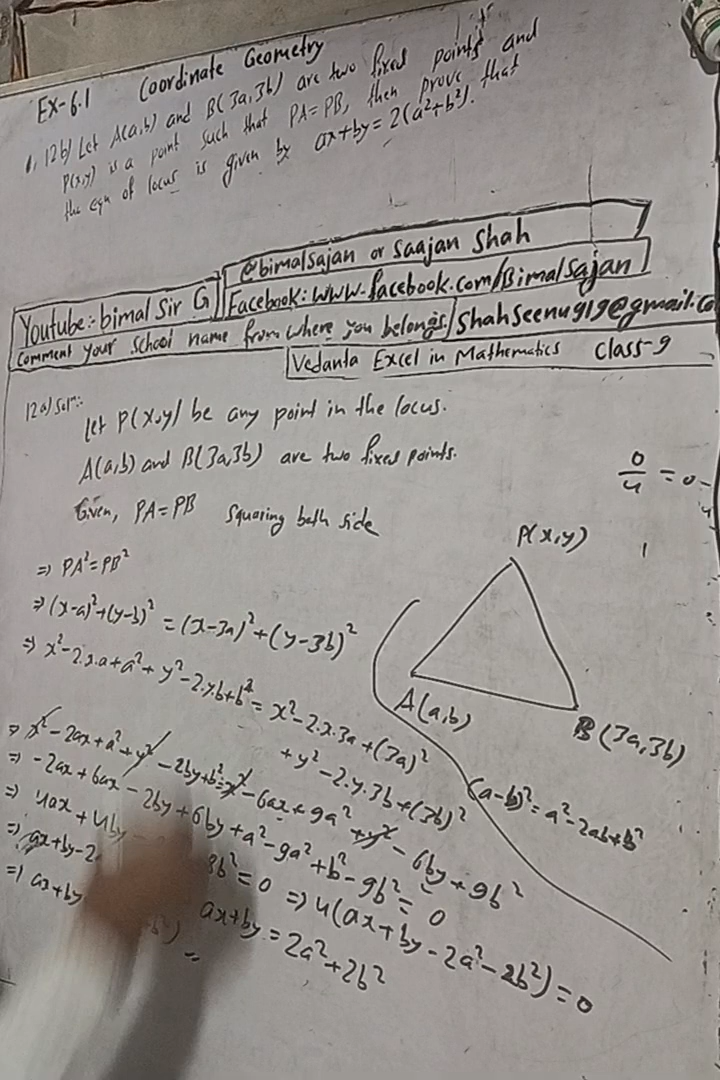 Ex-6.1 Coordinate Geometry
1. 12b) Let A(a,b) and B(3a,3b) are two fixed points and
P(x,y) is a point such that PA=PB, then prove that
the eqn of locus is given by ax+by=2(a²+b²).
@bimalsajan or Saajan Shah
Youtube:- bimal Sir G Facebook: www.facebook.com/Bimalsajan
Comment your school name from where you belongs. shahseenu919@gmail.co
Vedanta Excel in Mathematics Class-9
12a) Soln:-
Let P(x,y) be any point in the locus.
A(a,b) and B(3a,3b) are two fixed points.
0/4 =0-
Given, PA=PB Squaring both side
P(x,y)
A(a,b)
B(3a,3b)
(a-b)²=a²-2ab+b²
⇒ PA²=PB²
⇒ (x-a)²+(y-b)² = (x-3a)²+(y-3b)²
⇒ x²-2.x.a+a²+y²-2.y.b+b² = x²-2.x.3a+(3a)²
+y²-2.y.3b+(3b)²
⇒ x²-2ax+a²+y²-2by+b²=x²-6ax+9a²+y²-6by+9b²
⇒ -2ax+6ax-2by+6by+a²-9a²+b²-9b²=0
⇒ 4ax+4by 8b²=0 ⇒ 4(ax+by-2a²-2b²)=0
⇒ ax+by-2 ax+by=2a²+2b²
⇒ ax+by b²)